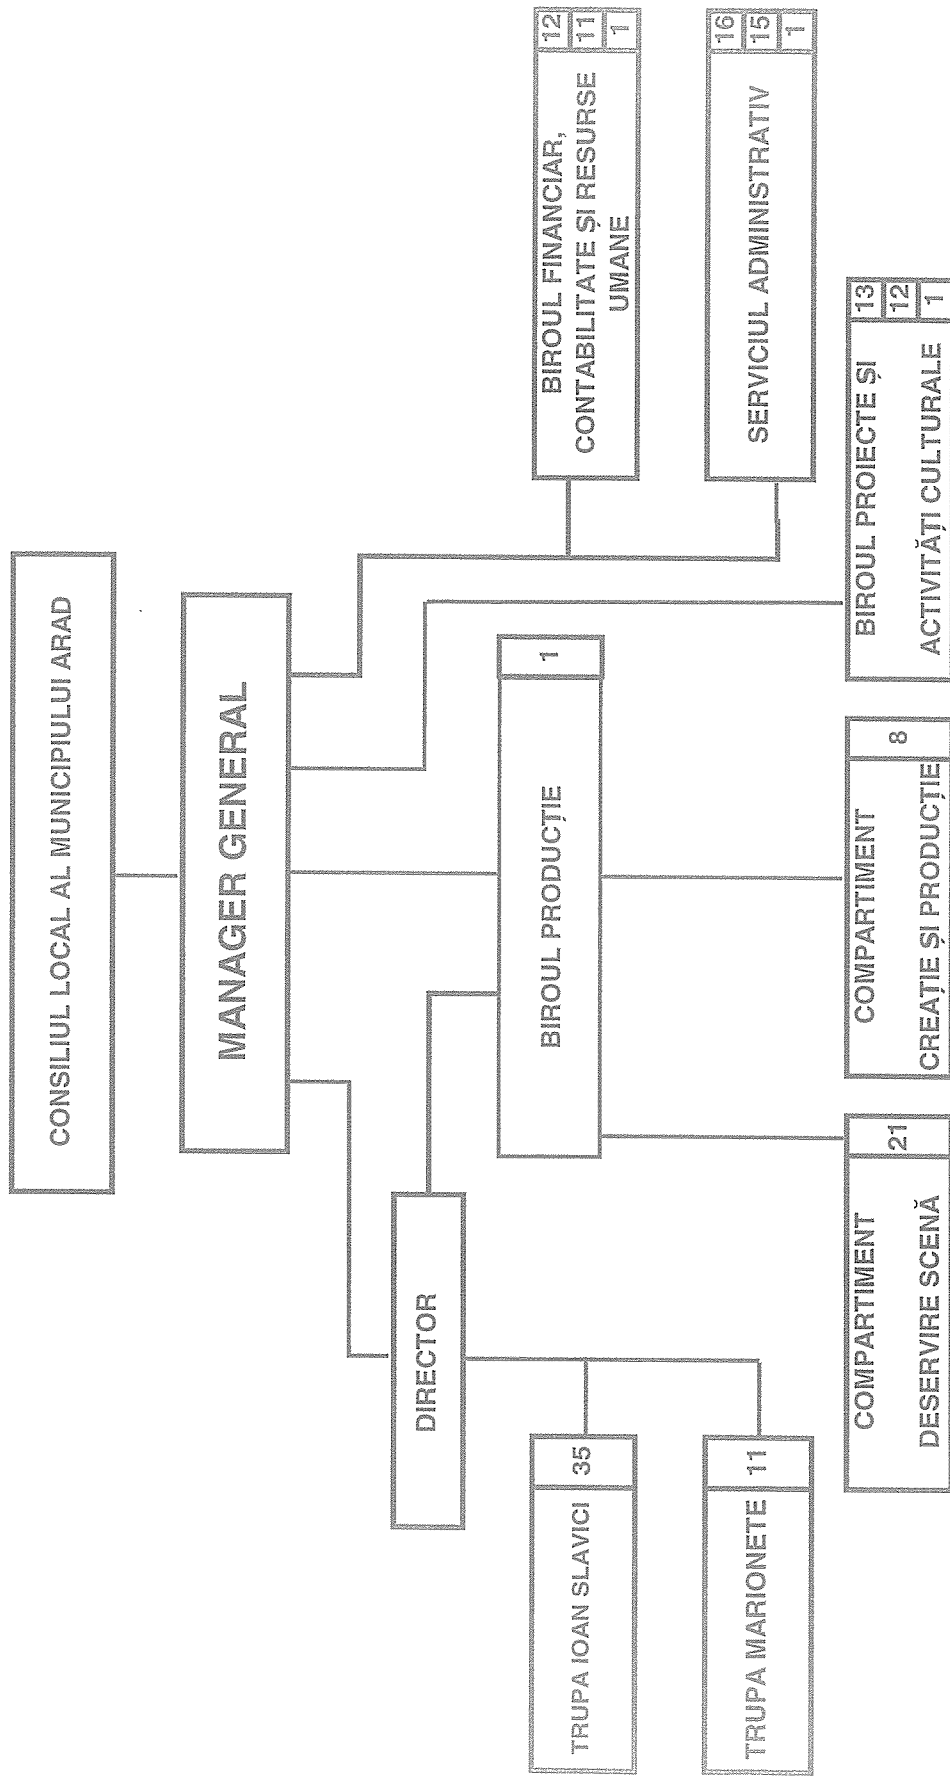 CONSILIUL LOCAL AL MUNICIPIULUI ARAD
MANAGER GENERAL
DIRECTOR
BIROUL PRODUCȚIE
1
TRUPA IOAN SLAVICI
35
BIROUL FINANCIAR,
CONTABILITATE ȘI RESURSE
UMANE
12
11
1
TRUPA MARIONETE
11
SERVICIUL ADMINISTRATIV
16
15
1
COMPARTIMENT
DESERVIRE SCENĂ
21
COMPARTIMENT
CREAȚIE ȘI PRODUCȚIE
8
BIROUL PROIECTE ȘI
ACTIVITĂȚI CULTURALE
13
12
1